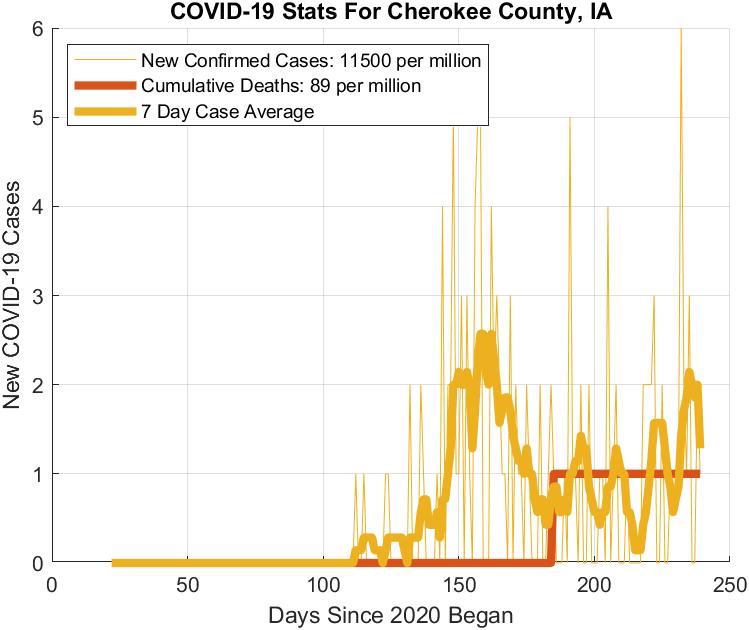 COVID-19 Stats For Cherokee County, IA
6
5
4
3
2
1
0
New Confirmed Cases: 11500 per million
Cumulative Deaths: 89 per million
7 Day Case Average
New COVID-19 Cases
0 50 100 150 200 250
Days Since 2020 Began